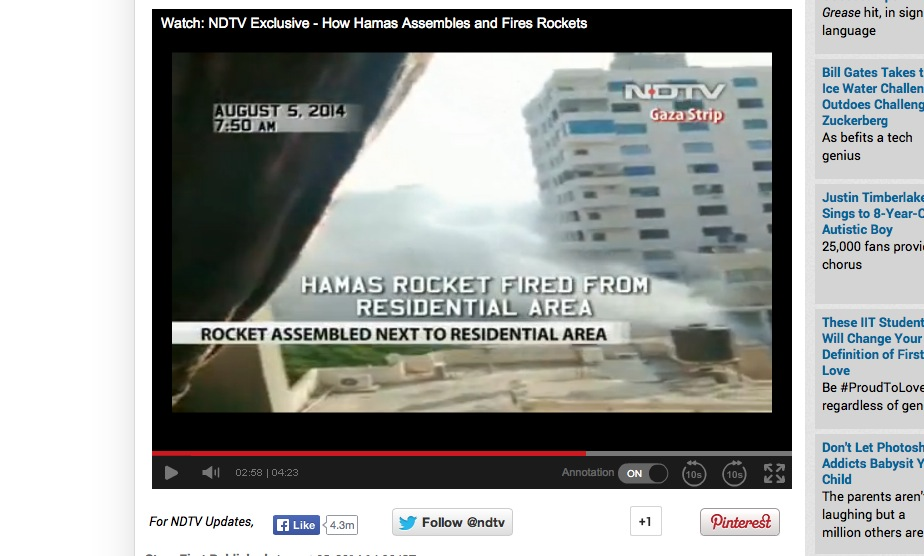 Watch: NDTV Exclusive - How Hamas Assembles and Fires Rockets
AUGUST 5, 2014
7:50 AM
NDTV
Gaza Strip
HAMAS ROCKET FIRED FROM
RESIDENTIAL AREA
ROCKET ASSEMBLED NEXT TO RESIDENTIAL AREA
02:58 | 04:23
Annotation ON
10s
10s
For NDTV Updates,
Like
4.3m
Follow @ndtv
+1
Pinterest
Grease hit, in sign
language
Bill Gates Takes t
Ice Water Challen
Outdoes Challeng
Zuckerberg
As befits a tech
genius
Justin Timberlake
Sings to 8-Year-O
Autistic Boy
25,000 fans provi
chorus
These IIT Student
Will Change Your
Definition of First
Love
Be #ProudToLove
regardless of gen
Don't Let Photosh
Addicts Babysit Y
Child
The parents aren'
laughing but a
million others are